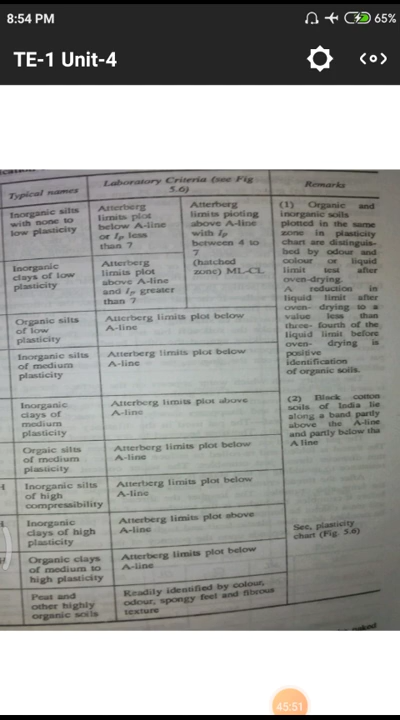 8:54 PM
65%
TE-1 Unit-4
Typical names
Laboratory Criteria (see Fig
5.6)
Remarks
Inorganic silts
with none to
low plasticity
Atterberg
limits plot
below A-line
or Ip less
than 7
Atterberg
limits plotting
above A-line
with Ip
between 4 to
7
(hatched
zone) ML-CL
Inorganic
clays of low
plasticity
Atterberg
limits plot
above A-line
and Ip greater
than 7
(1) Organic and
inorganic soils
plotted in the same
zone in plasticity
chart are distinguis-
hed by odour and
colour or liquid
limit test after
oven-drying.
A reduction in
liquid limit after
oven- drying to a
value less than
three- fourth of the
liquid limit before
oven- drying is
positive
identification
of organic soils.
Organic silts
of low
plasticity
Atterberg limits plot below
A-line
Inorganic silts
of medium
plasticity
Atterberg limits plot below
A-line
Inorganic
clays of
medium
plasticity
Atterberg limits plot above
A-line
(2) Black cotton
soils of India lie
along a band partly
above the A-line
and partly below the
A line
Orgaic silts
of medium
plasticity
Atterberg limits plot below
A-line
Inorganic silts
of high
compressibility
Atterberg limits plot below
A-line
Inorganic
clays of high
plasticity
Atterberg limits plot above
A-line
See, plasticity
chart (Fig. 5.6)
Organic clays
of medium to
high plasticity
Atterberg limits plot below
A-line
Peat and
other highly
organic soils
Readily identified by colour,
odour, spongy feel and fibrous
texture
naked
45:51